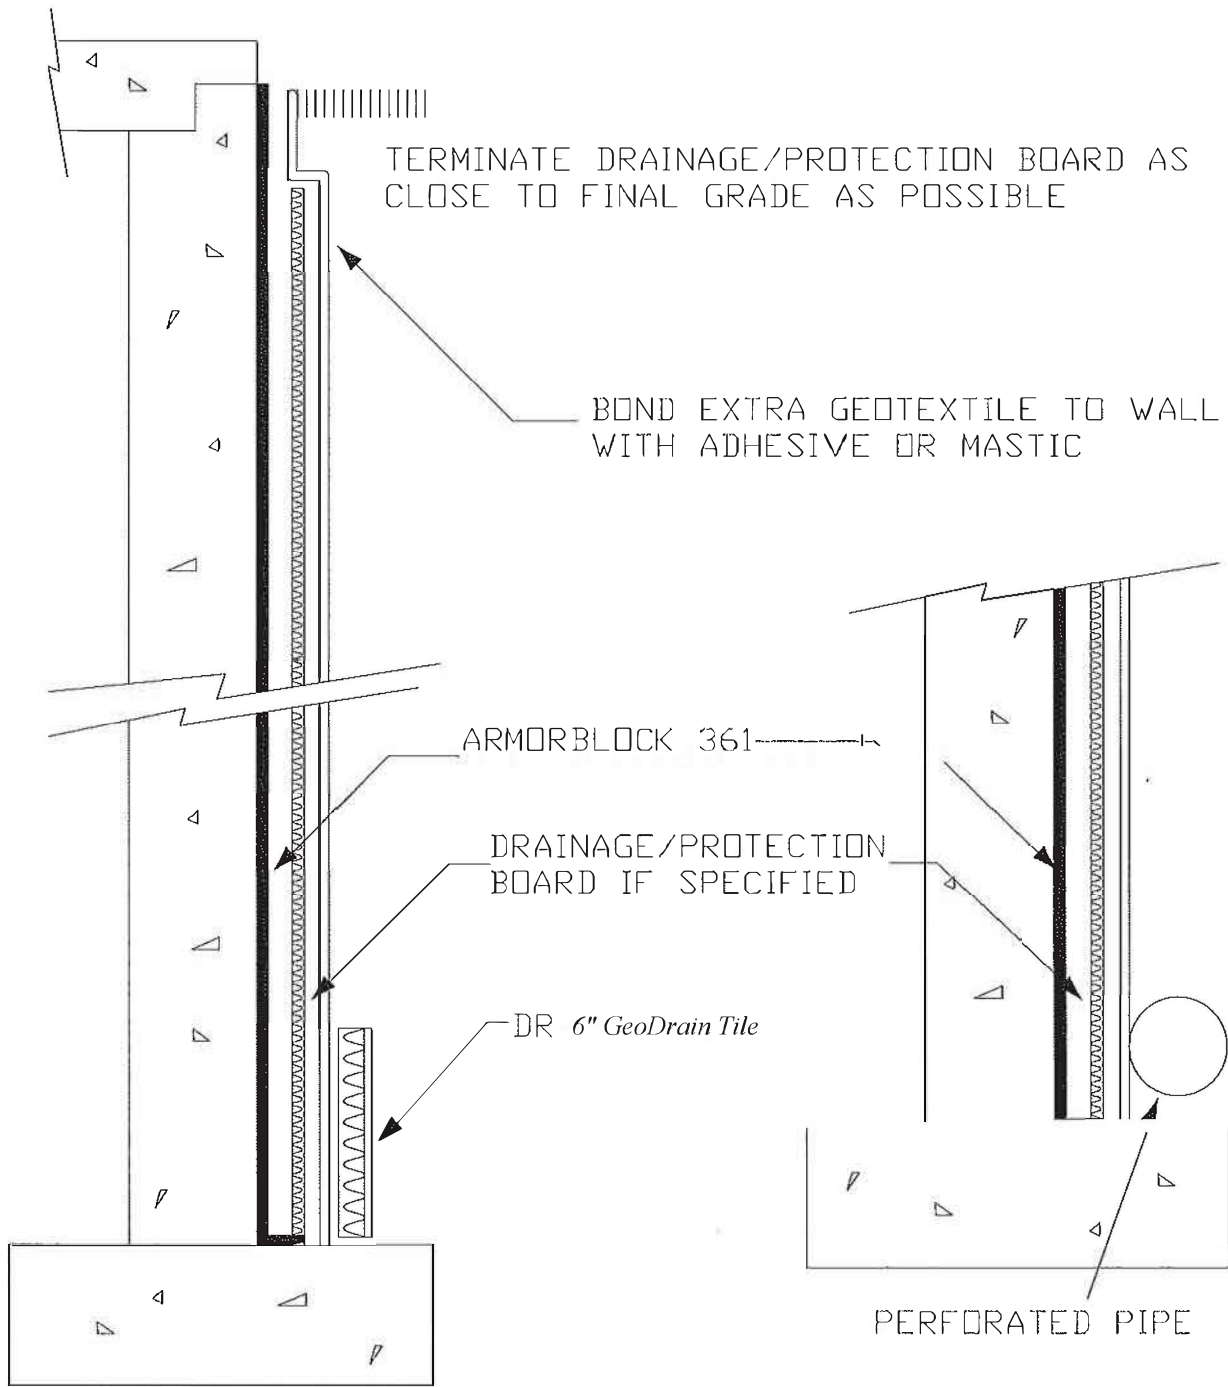 TERMINATE DRAINAGE/PROTECTION BOARD AS
CLOSE TO FINAL GRADE AS POSSIBLE
BOND EXTRA GEOTEXTILE TO WALL
WITH ADHESIVE OR MASTIC
ARMORBLOCK 361
DRAINAGE/PROTECTION
BOARD IF SPECIFIED
DR 6" GeoDrain Tile
PERFORATED PIPE